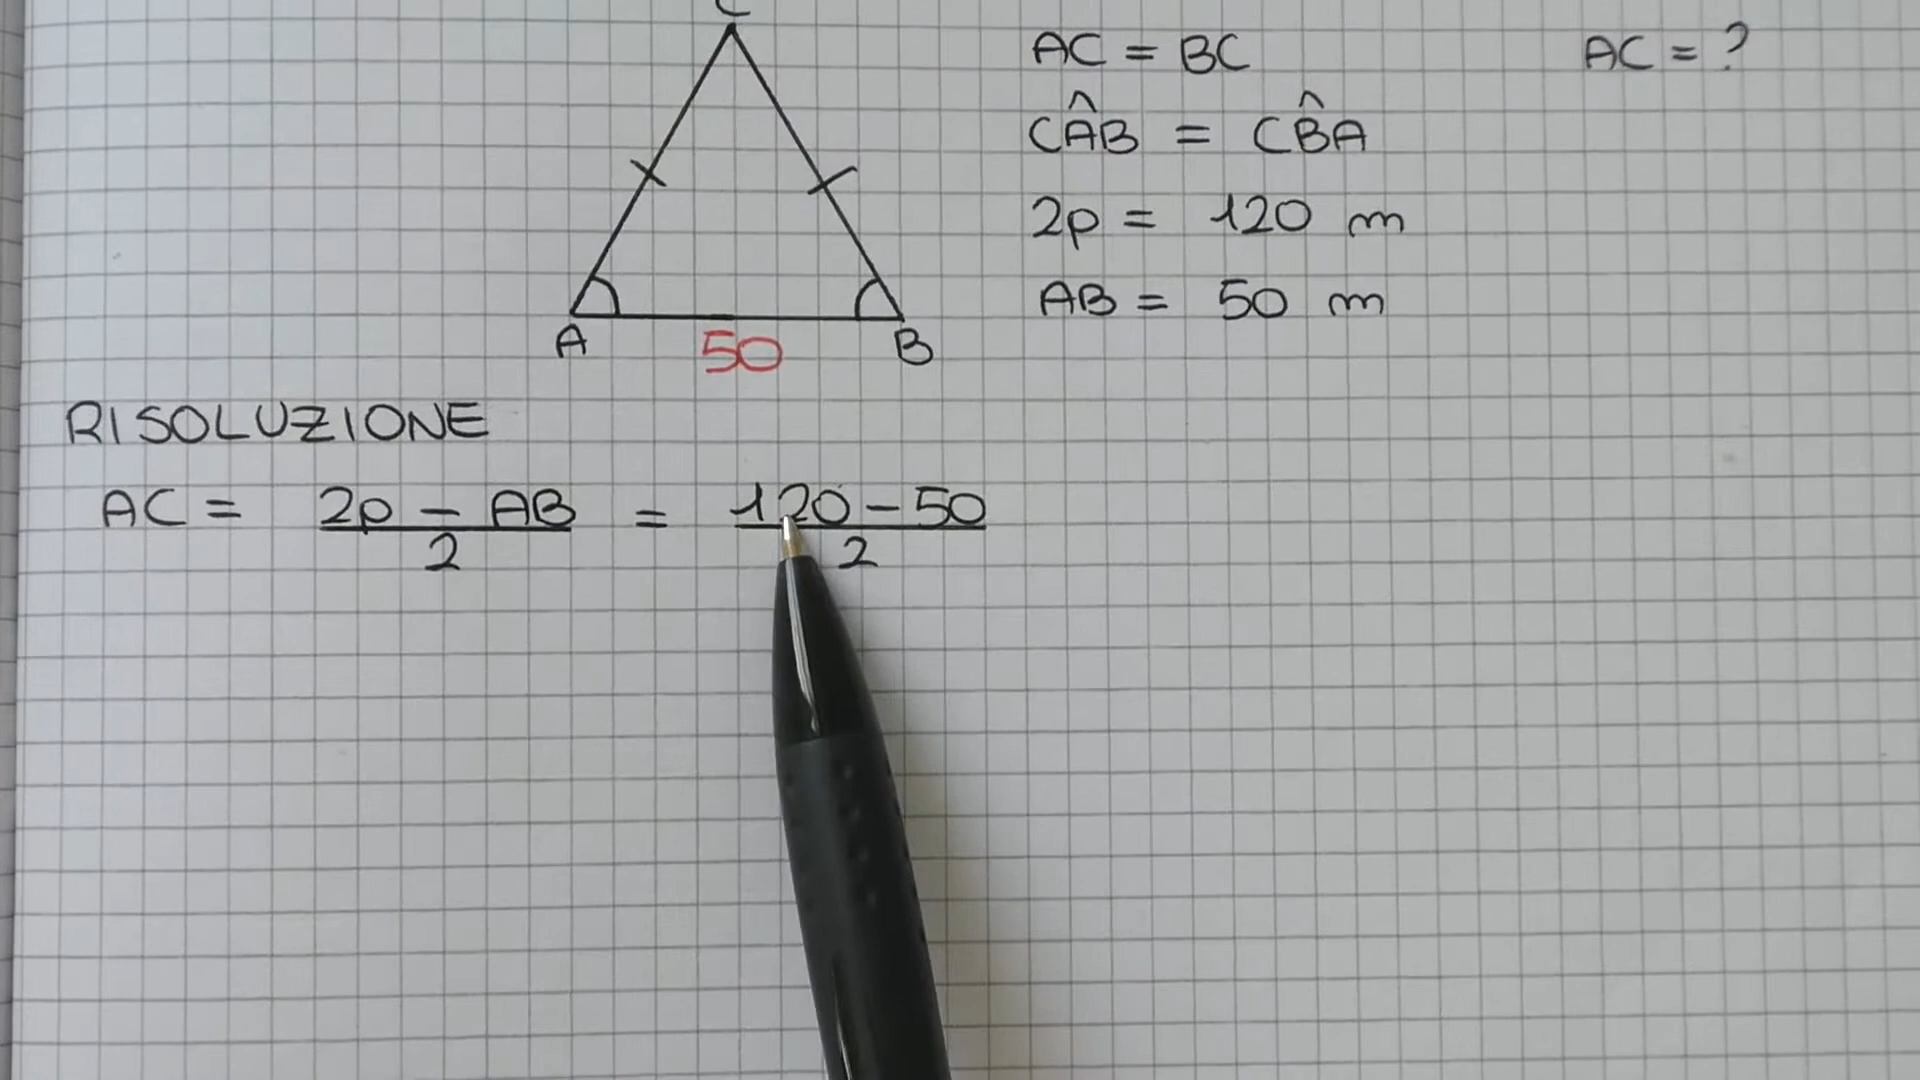 C
AC = BC
AC = ?
CÂB = CB̂A
2p = 120 m
AB = 50 m
A 50 B
RISOLUZIONE
AC = 2p - AB / 2 = 120 - 50 / 2